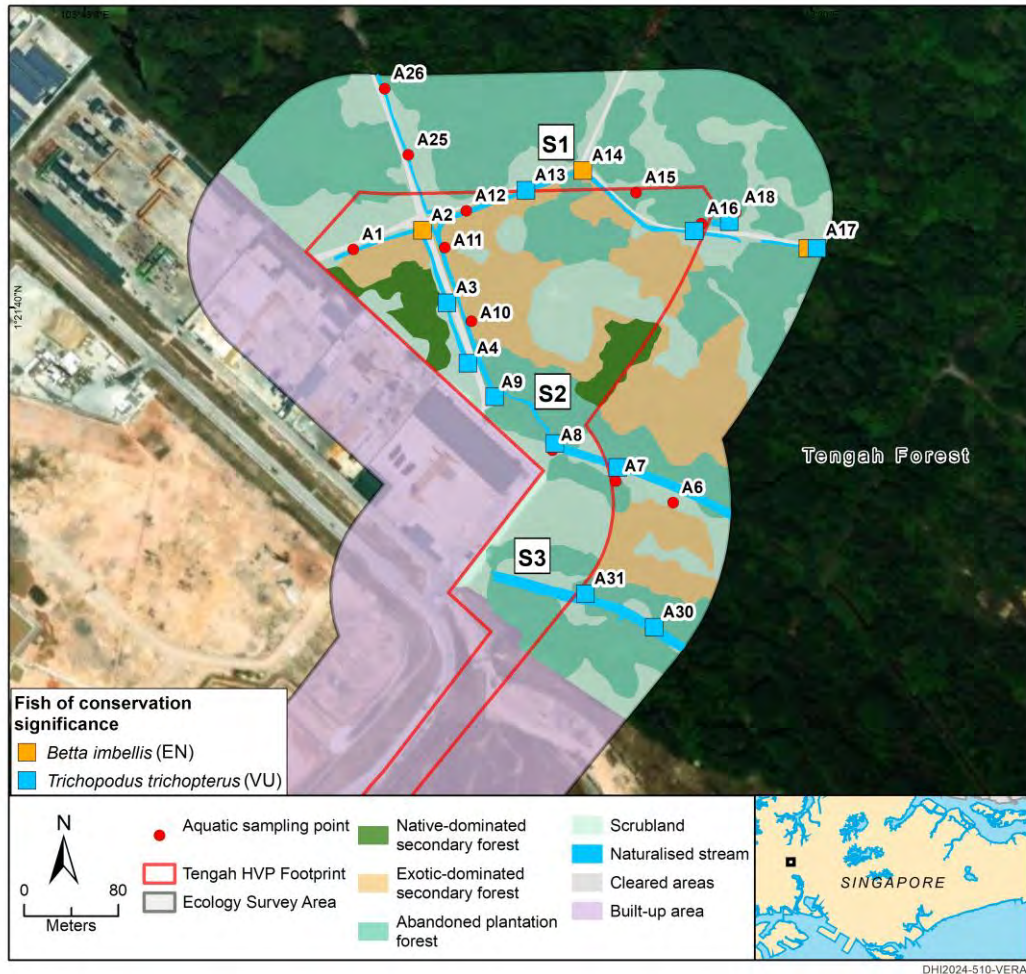 A26
A25
S1
A14
A13
A15
A12
A18
A2
A16
A1
A11
A17
1°21'40"N
A3
A10
A4
A9
S2
A8
Tengah Forest
A7
A6
S3
A31
A30
Fish of conservation
significance
Betta imbellis (EN)
Trichopodus trichopterus (VU)
N
0 80
Meters
Aquatic sampling point
Tengah HVP Footprint
Ecology Survey Area
Native-dominated
secondary forest
Exotic-dominated
secondary forest
Abandoned plantation
forest
Scrubland
Naturalised stream
Cleared areas
Built-up area
SINGAPORE
DHI2024-510-VERA